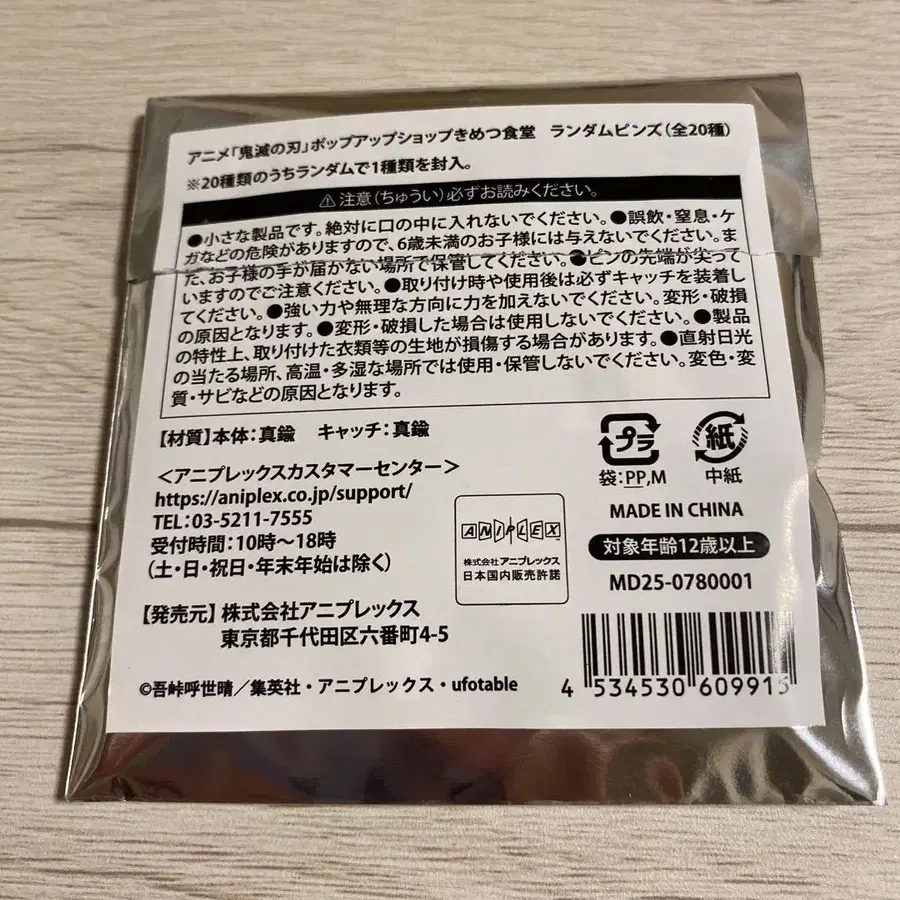 アニメ「鬼滅の刃」ポップアップショップきめつ食堂　ランダムピンズ（全20種）
※20種類のうちランダムで1種類を封入。
⚠注意（ちゅうい）必ずお読みください。
●小さな製品です。絶対に口の中に入れないでください。●誤飲・窒息・ケ
ガなどの危険がありますので、6歳未満のお子様には与えないでください。ま
た、お子様の手が届かない場所で保管してください。●ピンの先端が尖って
いますのでご注意ください。●取り付け時や使用後は必ずキャッチを装着し
てください。●強い力や無理な方向に力を加えないでください。変形・破損
の原因となります。●変形・破損した場合は使用しないでください。●製品
の特性上、取り付けた衣類等の生地が損傷する場合があります。●直射日光
の当たる場所、高温・多湿な場所では使用・保管しないでください。変色・変
質・サビなどの原因となります。
【材質】本体：真鍮　キャッチ：真鍮
＜アニプレックスカスタマーセンター＞
https://aniplex.co.jp/support/
TEL：03-5211-7555
受付時間：10時〜18時
（土・日・祝日・年末年始は除く）
【発売元】株式会社アニプレックス
東京都千代田区六番町4-5
©吾峠呼世晴／集英社・アニプレックス・ufotable
ANIPLEX
株式会社 アニプレックス
日本国内販売許諾
プラ
袋：PP,M
紙
中紙
MADE IN CHINA
対象年齢12歳以上
MD25-0780001
4 534530 609915